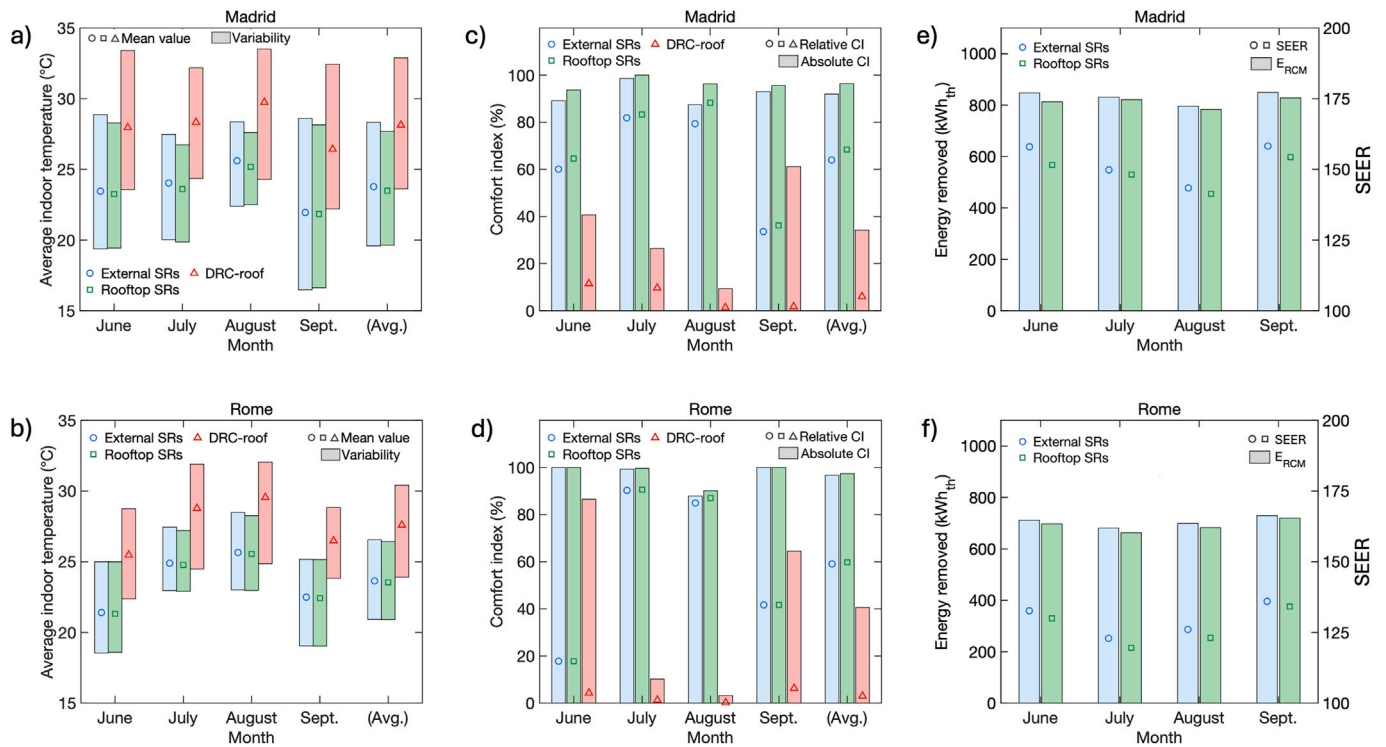 a)
Madrid
35
30
25
20
15
Average indoor temperature (°C)
Mean value
Variability
External SRs
DRC-roof
Rooftop SRs
June July August Sept. (Avg.)
Month
c)
Madrid
100
80
60
40
20
0
Comfort index (%)
External SRs
DRC-roof
Relative CI
Rooftop SRs
Absolute CI
June July August Sept. (Avg.)
Month
e)
Madrid
1000
800
600
400
200
0
Energy removed (kWhth)
External SRs
SEER
Rooftop SRs
ERCM
200
175
150
125
100
SEER
June July August Sept.
Month
b)
Rome
35
30
25
20
15
Average indoor temperature (°C)
External SRs
DRC-roof
Mean value
Rooftop SRs
Variability
June July August Sept. (Avg.)
Month
d)
Rome
100
80
60
40
20
0
Comfort index (%)
External SRs
DRC-roof
Relative CI
Rooftop SRs
Absolute CI
June July August Sept. (Avg.)
Month
f)
Rome
1000
800
600
400
200
0
Energy removed (kWhth)
External SRs
SEER
Rooftop SRs
ERCM
200
175
150
125
100
SEER
June July August Sept.
Month